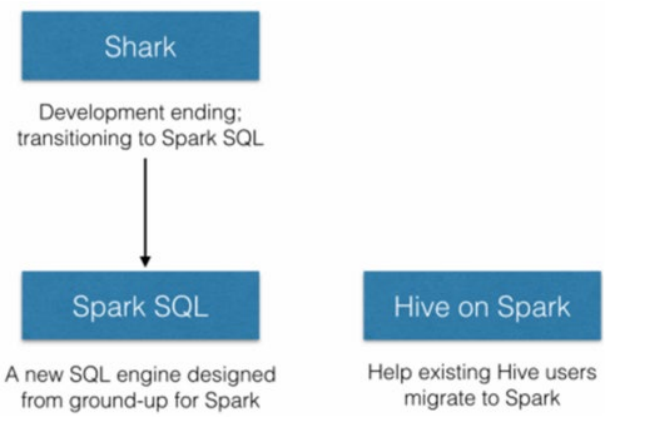 Shark
Development ending;
transitioning to Spark SQL
Spark SQL
A new SQL engine designed
from ground-up for Spark
Hive on Spark
Help existing Hive users
migrate to Spark